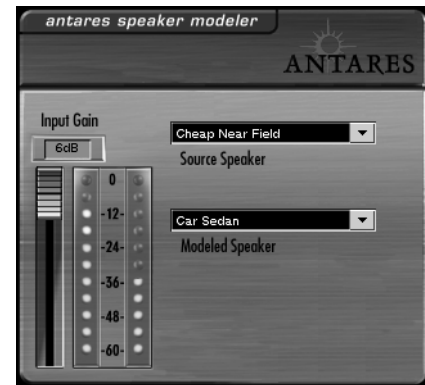 antares speaker modeler
ANTARES
Input Gain
6dB
Cheap Near Field
Source Speaker
Car Sedan
Modeled Speaker
0
-12-
-24-
-36-
-48-
-60-